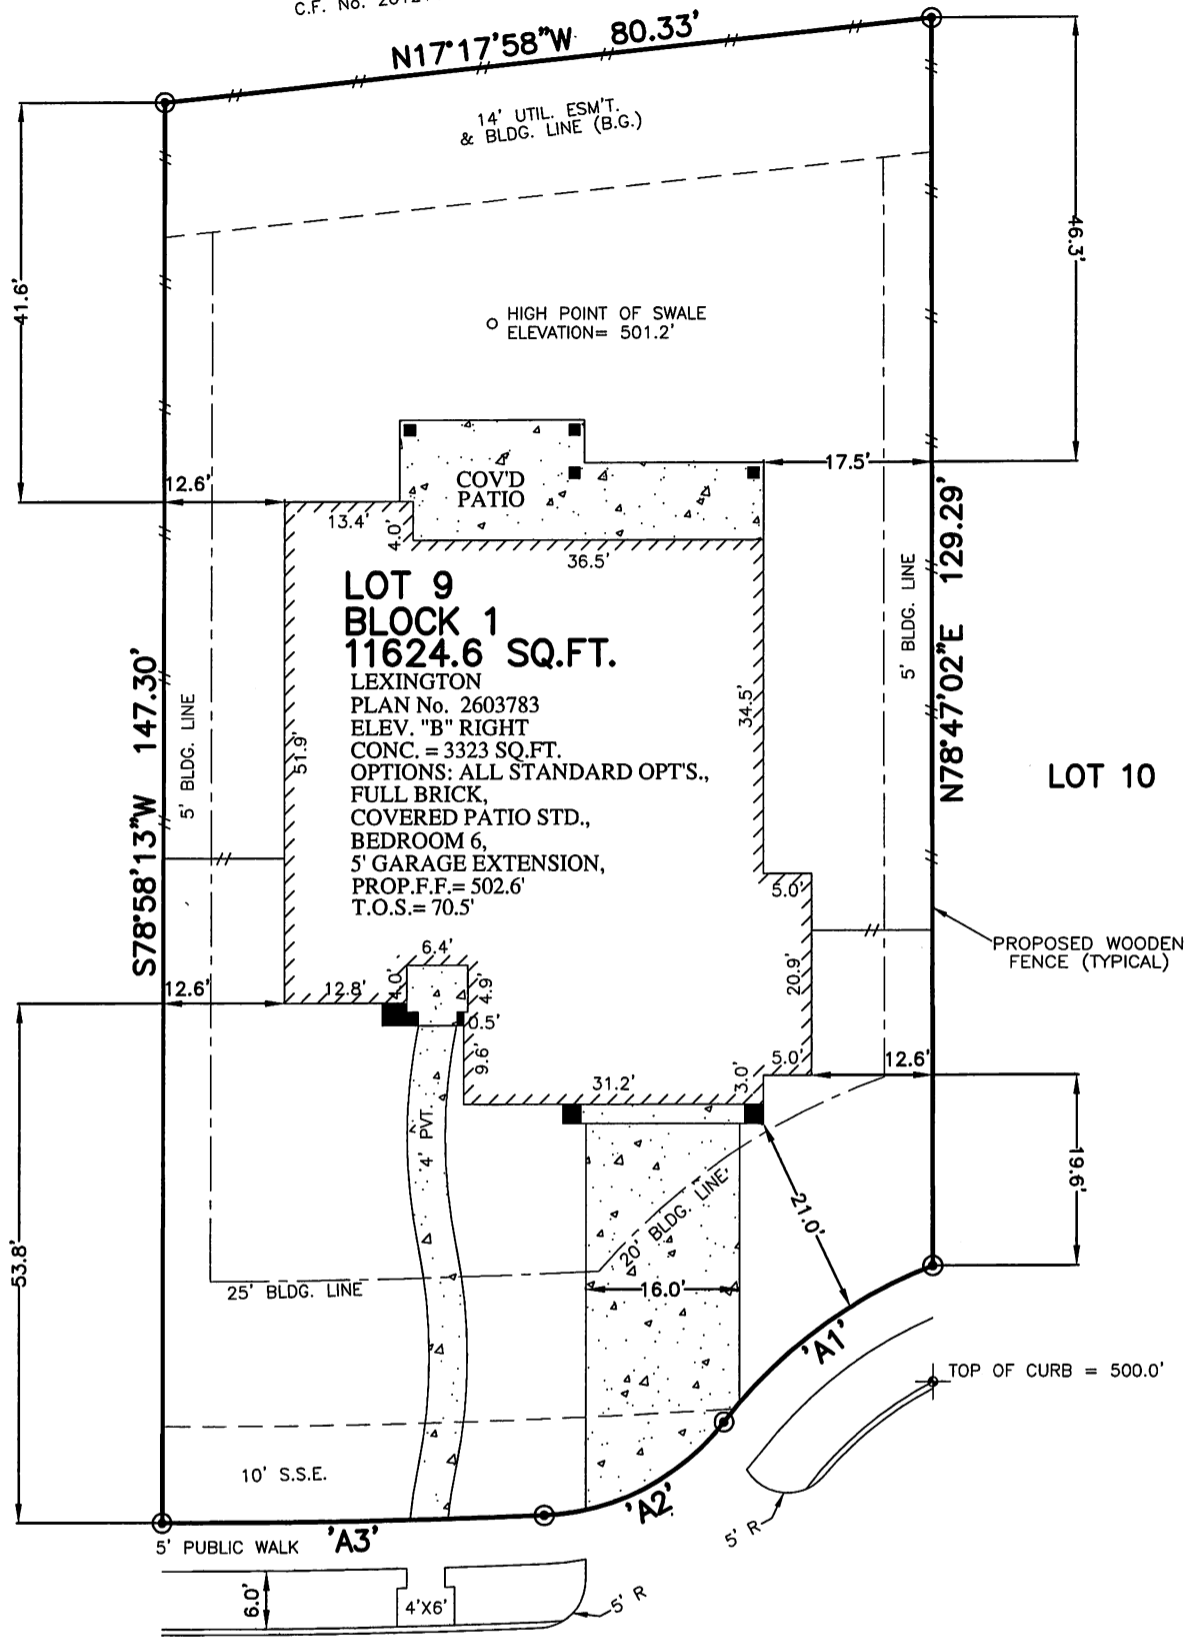 C.F. No.
N17°17'58"W 80.33'
14' UTIL. ESM'T.
& BLDG. LINE (B.G.)
41.6'
46.3'
HIGH POINT OF SWALE
ELEVATION= 501.2'
COV'D
PATIO
12.6'
17.5'
13.4'
4.0'
36.5'
LOT 9
BLOCK 1
11624.6 SQ.FT.
LEXINGTON
PLAN No. 2603783
ELEV. "B" RIGHT
CONC. = 3323 SQ.FT.
OPTIONS: ALL STANDARD OPT'S.,
FULL BRICK,
COVERED PATIO STD.,
BEDROOM 6,
5' GARAGE EXTENSION,
PROP.F.F.= 502.6'
T.O.S.= 70.5'
S78°58'13"W 147.30'
5' BLDG. LINE
51.9'
34.5'
5' BLDG. LINE
N78°47'02"E 129.29'
LOT 10
5.0'
20.9'
PROPOSED WOODEN
FENCE (TYPICAL)
6.4'
12.6'
12.8'
4.0'
4.9'
0.5'
9.6'
31.2'
3.0'
5.0'
12.6'
4' PVT.
53.8'
19.6'
21.0'
20' BLDG. LINE
25' BLDG. LINE
16.0'
'A1'
TOP OF CURB = 500.0'
10' S.S.E.
'A2'
5' R
5' PUBLIC WALK
'A3'
6.0'
4'X6'
5' R